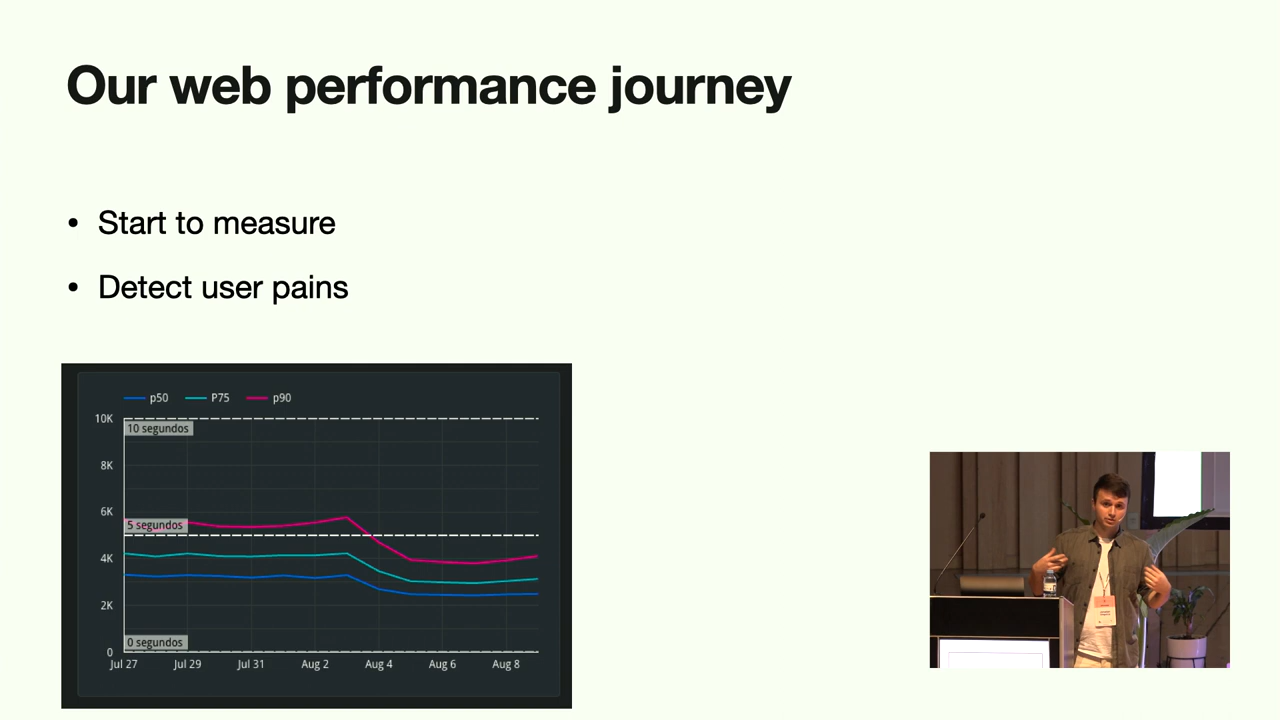 Our web performance journey
• Start to measure
• Detect user pains
p50 P75 p90
10K
10 segundos
8K
6K
5 segundos
4K
2K
0 segundos
0
Jul 27 Jul 29 Jul 31 Aug 2 Aug 4 Aug 6 Aug 8